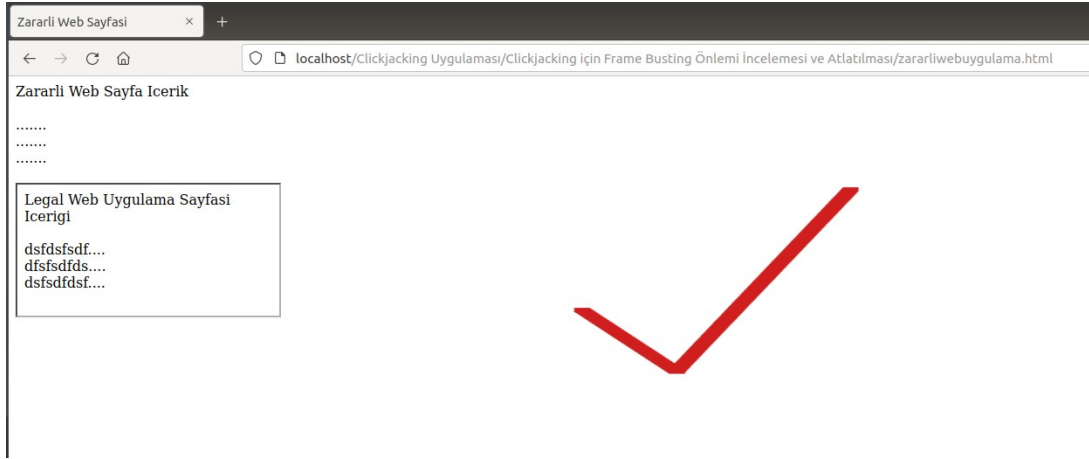 Zararli Web Sayfasi
localhost/Clickjacking Uygulaması/Clickjacking için Frame Busting Önlemi İncelemesi ve Atlatılması/zararliwebuygulama.html
Zararli Web Sayfa Icerik
.......
.......
.......
Legal Web Uygulama Sayfasi
Icerigi
dsfdsfsdf....
dfsfsdfds....
dsfsdfdsf....